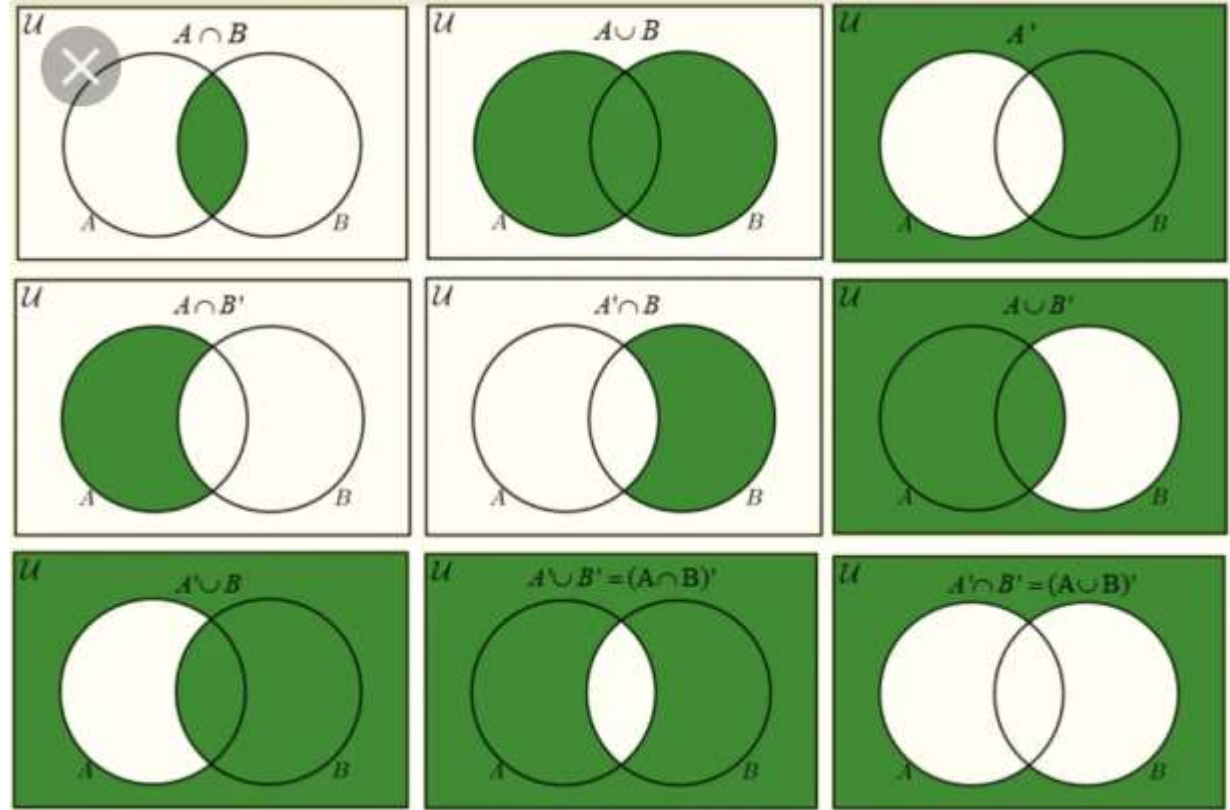 𝒰
A ∩ B
A
B
𝒰
A ∪ B
A
B
𝒰
A'
A
B
𝒰
A ∩ B'
A
B
𝒰
A' ∩ B
A
B
𝒰
A ∪ B'
A
B
𝒰
A' ∪ B
A
B
𝒰
A' ∪ B' = (A ∩ B)'
A
B
𝒰
A' ∩ B' = (A ∪ B)'
A
B